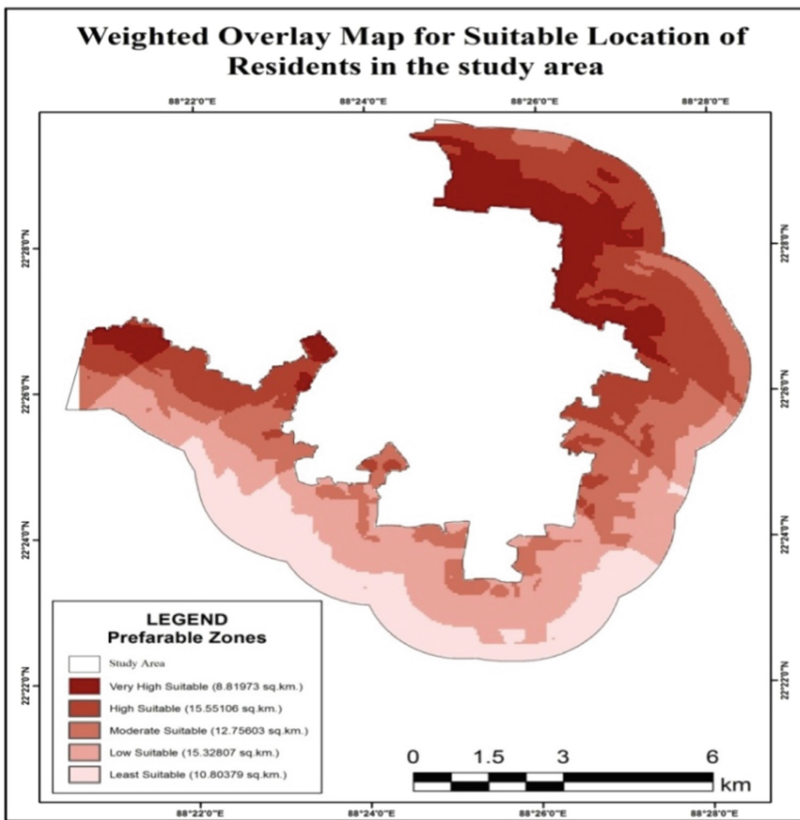 Weighted Overlay Map for Suitable Location of
Residents in the study area
88°22'0"E 88°24'0"E 88°26'0"E 88°28'0"E
22°28'0"N 22°28'0"N
22°26'0"N 22°26'0"N
22°24'0"N 22°24'0"N
22°22'0"N 22°22'0"N
LEGEND
Prefarable Zones
Study Area
Very High Suitable (8.81973 sq.km.)
High Suitable (15.55106 sq.km.)
Moderate Suitable (12.75603 sq.km.)
Low Suitable (15.32807 sq.km.)
Least Suitable (10.80379 sq.km.)
0 1.5 3 6
km
88°22'0"E 88°24'0"E 88°26'0"E 88°28'0"E